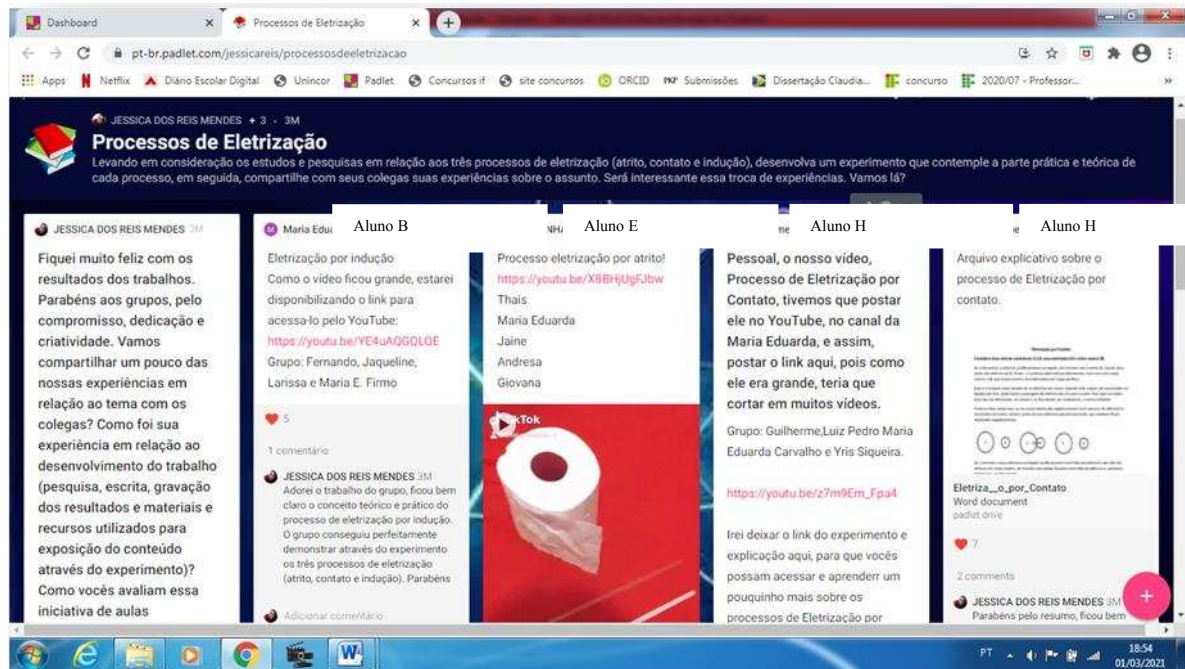 Dashboard
Processos de Eletrização
pt-br.padlet.com/jessicareis/processosdeeletrizacao
Apps Netflix Diário Escolar Digital Unincor Padlet Concursos if site concursos ORCID PKP Submissões Dissertação Claudia... concurso 2020/07 - Professor...
JESSICA DOS REIS MENDES + 3 · 3M
Processos de Eletrização
Levando em consideração os estudos e pesquisas em relação aos três processos de eletrização (atrito, contato e indução), desenvolva um experimento que contemple a parte prática e teórica de
cada processo, em seguida, compartilhe com seus colegas suas experiências sobre o assunto. Será interessante essa troca de experiências. Vamos lá?
JESSICA DOS REIS MENDES 3M
Fiquei muito feliz com os
resultados dos trabalhos.
Parabéns aos grupos, pelo
compromisso, dedicação e
criatividade. Vamos
compartilhar um pouco das
nossas experiências em
relação ao tema com os
colegas? Como foi sua
experiência em relação ao
desenvolvimento do trabalho
(pesquisa, escrita, gravação
dos resultados e materiais e
recursos utilizados para
exposição do conteúdo
através do experimento)?
Como vocês avaliam essa
iniciativa de aulas
Maria Edu Aluno B
Eletrização por indução
Como o vídeo ficou grande, estarei
disponibilizando o link para
acessa-lo pelo YouTube:
https://youtu.be/YE4uAQGQLOE
Grupo: Fernando, Jaqueline,
Larissa e Maria E. Firmo
5
1 comentário
JESSICA DOS REIS MENDES 3M
Adorei o trabalho do grupo, ficou bem
claro o conceito teórico e prático do
processo de eletrização por indução.
O grupo conseguiu perfeitamente
demonstrar através do experimento
os três processos de eletrização
(atrito, contato e indução). Parabéns
Adicionar comentário
Aluno E
Processo eletrização por atrito!
https://youtu.be/X8BHjUgFJbw
Thais
Maria Eduarda
Jaine
Andresa
Giovana
TikTok
Aluno H
Pessoal, o nosso vídeo,
Processo de Eletrização por
Contato, tivemos que postar
ele no YouTube, no canal da
Maria Eduarda, e assim,
postar o link aqui, pois como
ele era grande, teria que
cortar em muitos vídeos.
Grupo: Guilherme,Luiz Pedro Maria
Eduarda Carvalho e Yris Siqueira.
https://youtu.be/z7m9Em_Fpa4
Irei deixar o link do experimento e
explicação aqui, para que vocês
possam acessar e aprenderr um
pouquinho mais sobre os
processos de Eletrização por
Aluno H
Arquivo explicativo sobre o
processo de Eletrização por
contato.
Eletriza__o_por_Contato
Word document
padlet drive
7
2 comments
JESSICA DOS REIS MENDES 3M
Parabéns pelo resumo, ficou bem
PT 18:54
01/03/2021